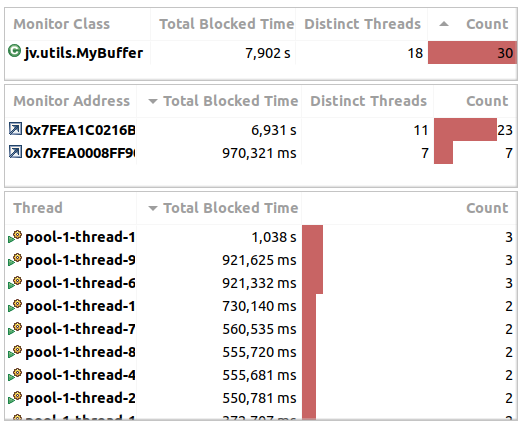 Monitor Class Total Blocked Time Distinct Threads Count
jv.utils.MyBuffer 7,902 s 18 30
Monitor Address Total Blocked Time Distinct Threads Count
0x7FEA1C0216B 6,931 s 11 23
0x7FEA0008FF9 970,321 ms 7 7
Thread Total Blocked Time Count
pool-1-thread-1 1,038 s 3
pool-1-thread-9 921,625 ms 3
pool-1-thread-6 921,332 ms 3
pool-1-thread-1 730,140 ms 2
pool-1-thread-7 560,535 ms 2
pool-1-thread-8 555,720 ms 2
pool-1-thread-4 555,681 ms 2
pool-1-thread-2 550,781 ms 2